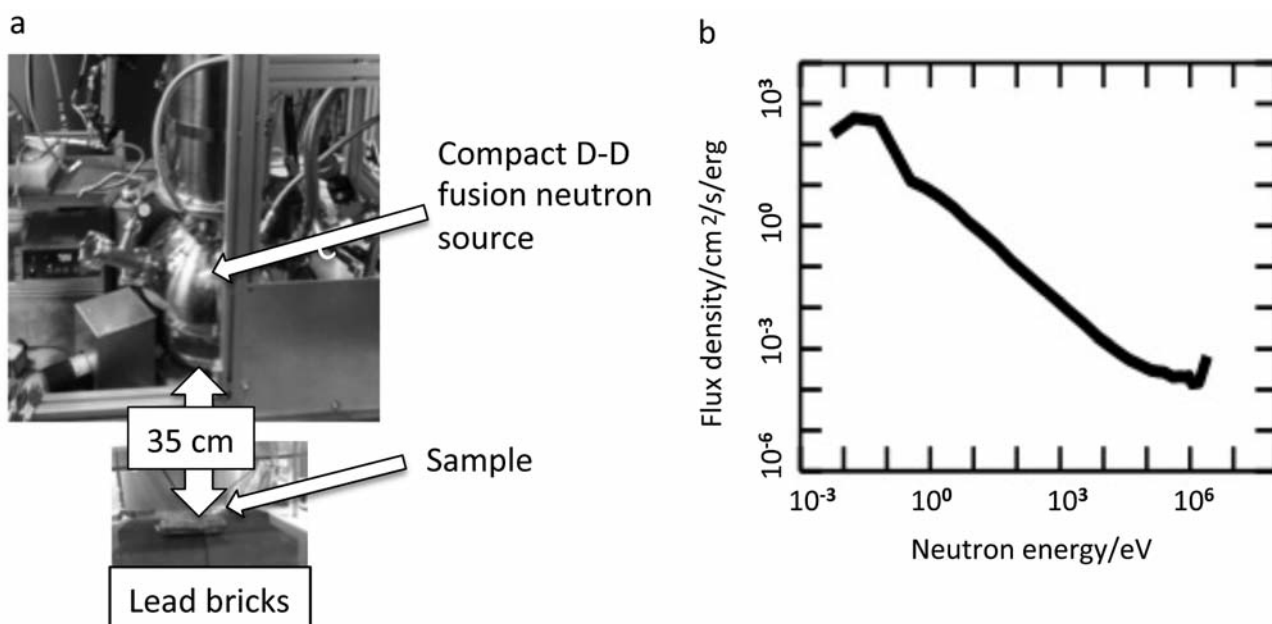 a
Compact D-D
fusion neutron
source
35 cm
Sample
Lead bricks
b
Flux density/cm²/s/erg
10³
10⁰
10⁻³
10⁻⁶
10⁻³
10⁰
10³
10⁶
Neutron energy/eV